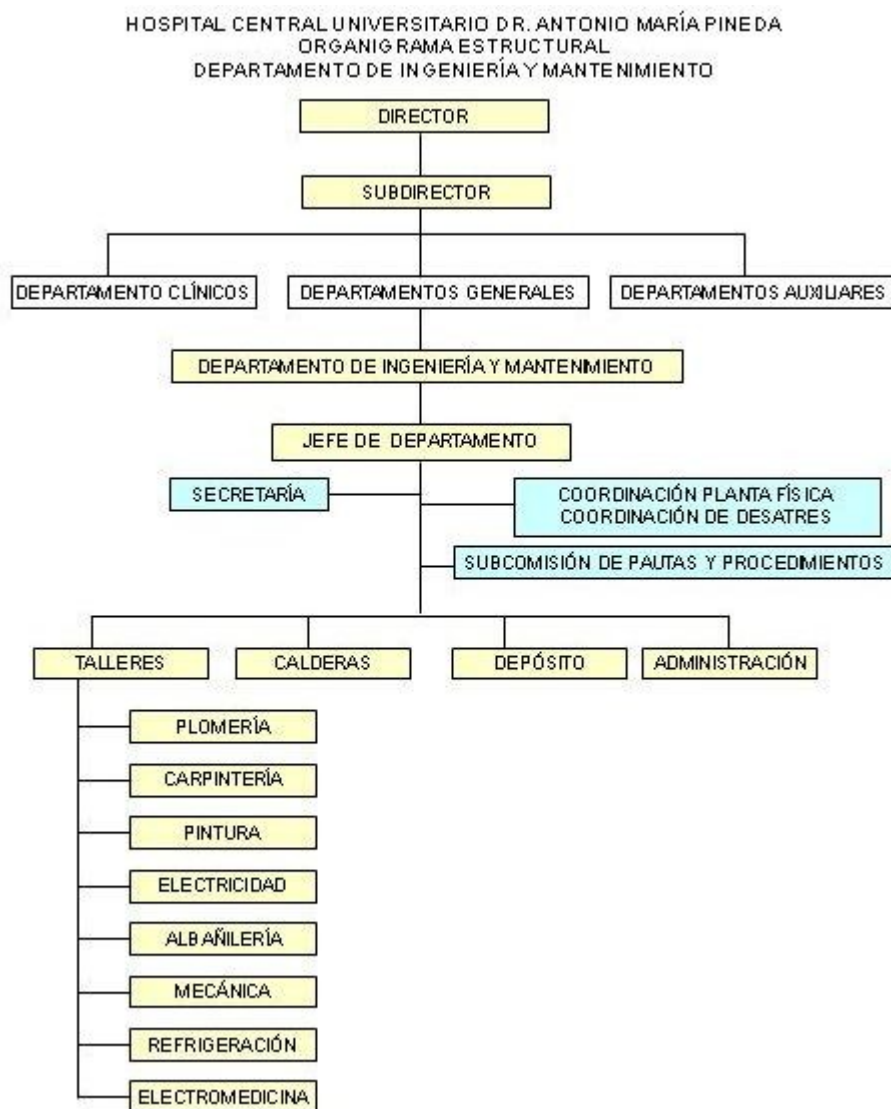 HOSPITAL CENTRAL UNIVERSITARIO DR. ANTONIO MARÍA PINEDA
ORGANIGRAMA ESTRUCTURAL
DEPARTAMENTO DE INGENIERÍA Y MANTENIMIENTO
DIRECTOR
SUBDIRECTOR
DEPARTAMENTO CLÍNICOS
DEPARTAMENTOS GENERALES
DEPARTAMENTOS AUXILIARES
DEPARTAMENTO DE INGENIERÍA Y MANTENIMIENTO
JEFE DE DEPARTAMENTO
SECRETARÍA
COORDINACIÓN PLANTA FÍSICA
COORDINACIÓN DE DESATRES
SUBCOMISIÓN DE PAUTAS Y PROCEDIMIENTOS
TALLERES
CALDERAS
DEPÓSITO
ADMINISTRACIÓN
PLOMERÍA
CARPINTERÍA
PINTURA
ELECTRICIDAD
ALBAÑILERÍA
MECÁNICA
REFRIGERACIÓN
ELECTROMEDICINA